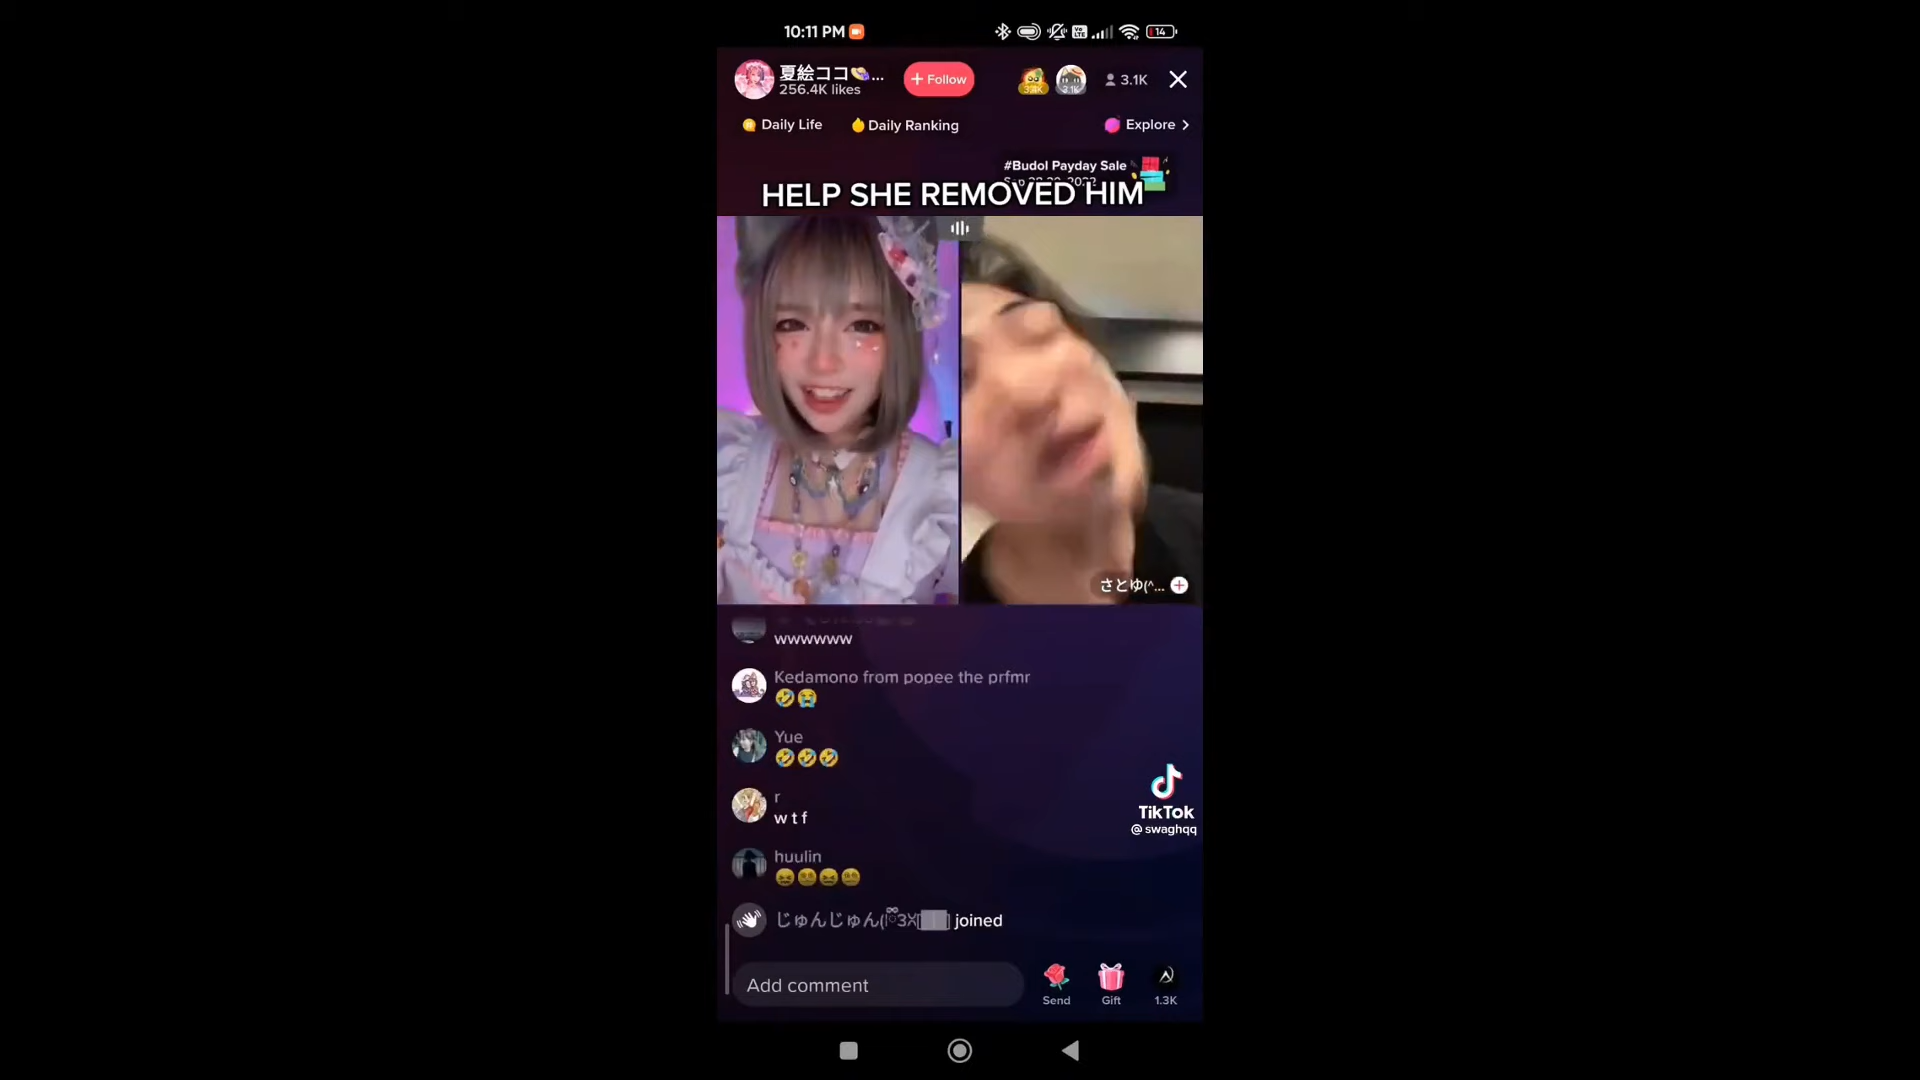 10:11 PM
14
夏絵ココ👒...
256.4K likes
+ Follow
3.1K
Daily Life
Daily Ranking
Explore >
#Budol Payday Sale
HELP SHE REMOVED HIM
さとゆ(^...
wwwwww
Kedamono from popee the prfmr
🤣😭
Yue
🤣🤣🤣
r
w t f
huulin
joined
TikTok
@swaghqq
Add comment
Send
Gift
1.3K